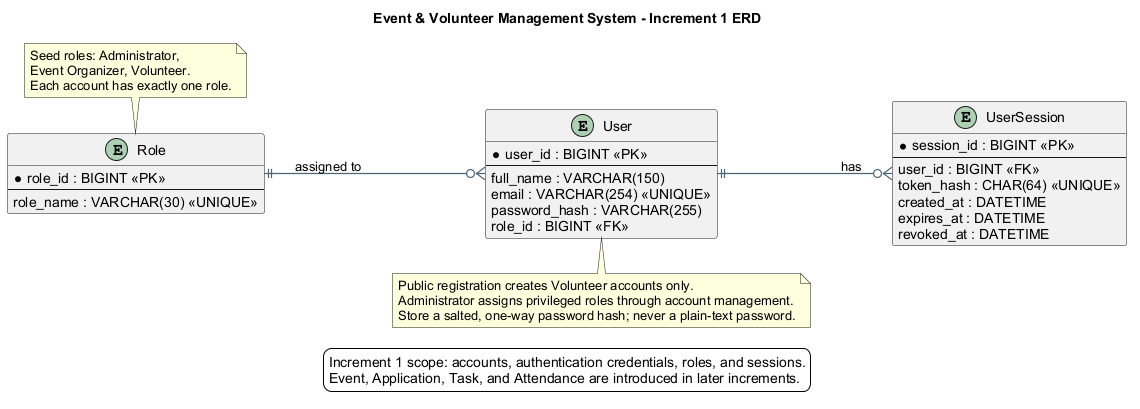 Event & Volunteer Management System - Increment 1 ERD
Seed roles: Administrator,
Event Organizer, Volunteer.
Each account has exactly one role.
E Role
role_id : BIGINT «PK»
role_name : VARCHAR(30) «UNIQUE»
assigned to
E User
user_id : BIGINT «PK»
full_name : VARCHAR(150)
email : VARCHAR(254) «UNIQUE»
password_hash : VARCHAR(255)
role_id : BIGINT «FK»
has
E UserSession
session_id : BIGINT «PK»
user_id : BIGINT «FK»
token_hash : CHAR(64) «UNIQUE»
created_at : DATETIME
expires_at : DATETIME
revoked_at : DATETIME
Public registration creates Volunteer accounts only.
Administrator assigns privileged roles through account management.
Store a salted, one-way password hash; never a plain-text password.
Increment 1 scope: accounts, authentication credentials, roles, and sessions.
Event, Application, Task, and Attendance are introduced in later increments.